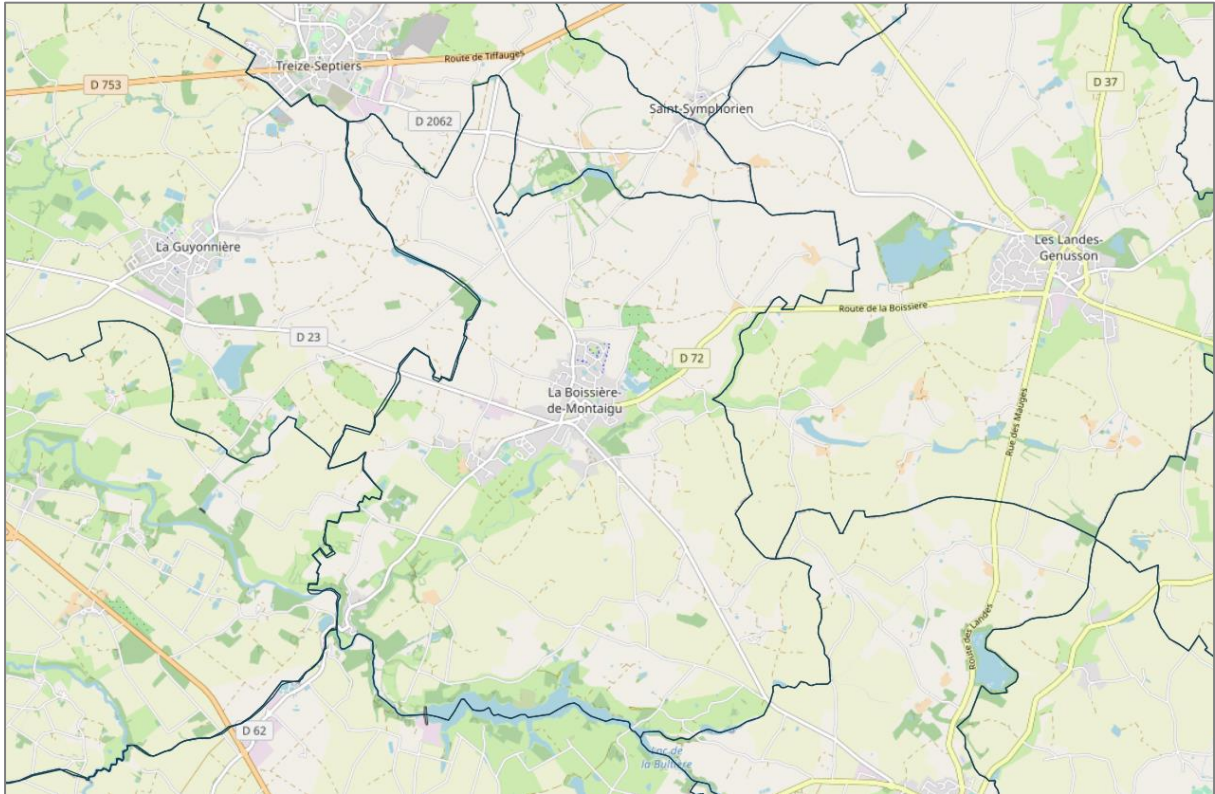 Treize-Septiers
Route de Tiffauges
D 753
D 37
Saint-Symphorien
D 2062
La Guyonnière
Les Landes-
Genusson
Route de la Boissière
D 23
D 72
La Boissière-
de-Montaigu
Rue des Mauges
Route des Landes
D 62
Lac de
la Bultière